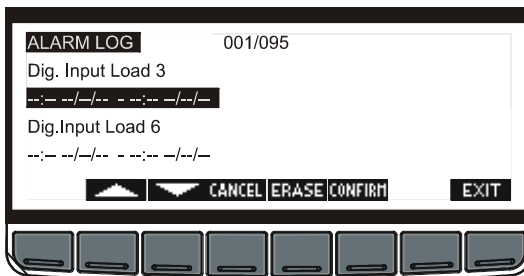 ALARM LOG 001/095
Dig. Input Load 3
--:-- --/--/-- - --:-- --/--/--
Dig.Input Load 6
--:-- --/--/-- - --:-- --/--/--
CANCEL ERASE CONFIRM EXIT